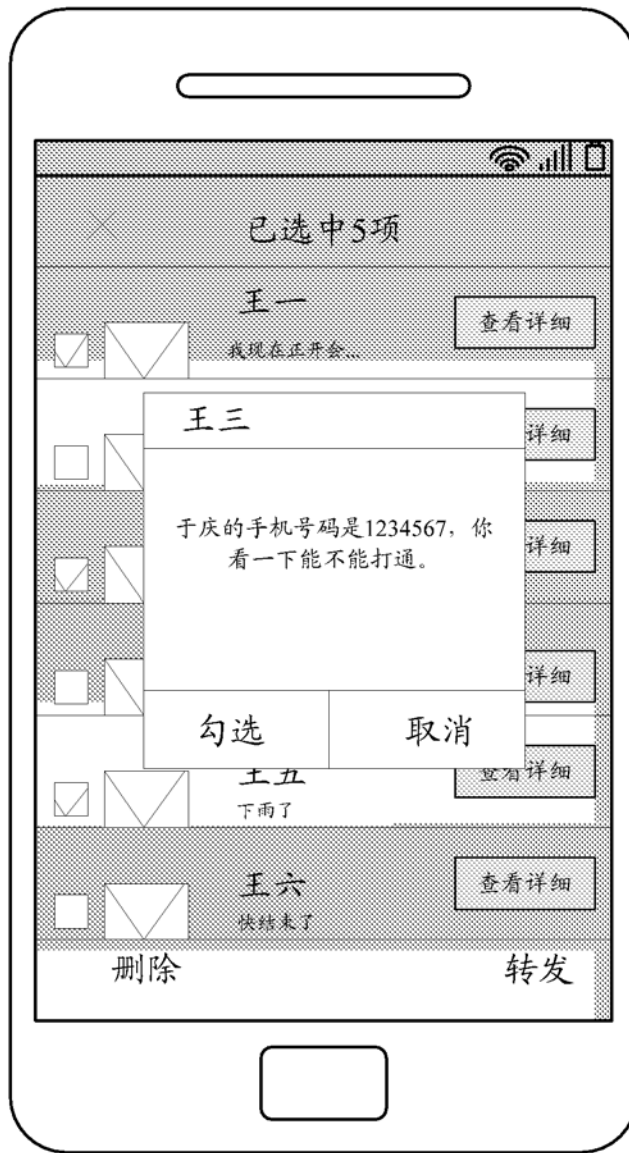 已选中5项
王一
查看详细
我现在正开会...
详细
王三
于庆的手机号码是1234567，你
看一下能不能打通。
详细
详细
勾选
取消
王五
查看详细
下雨了
王六
查看详细
快结束了
删除
转发